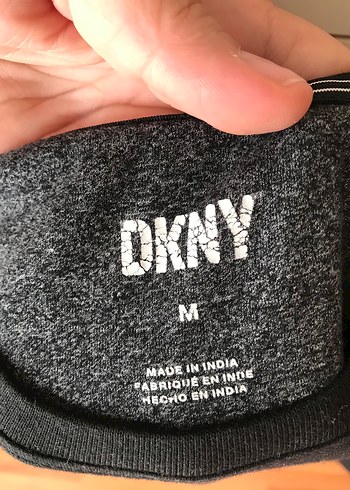 DKNY
M
MADE IN INDIA
FABRIQUÉ EN INDE
HECHO EN INDIA